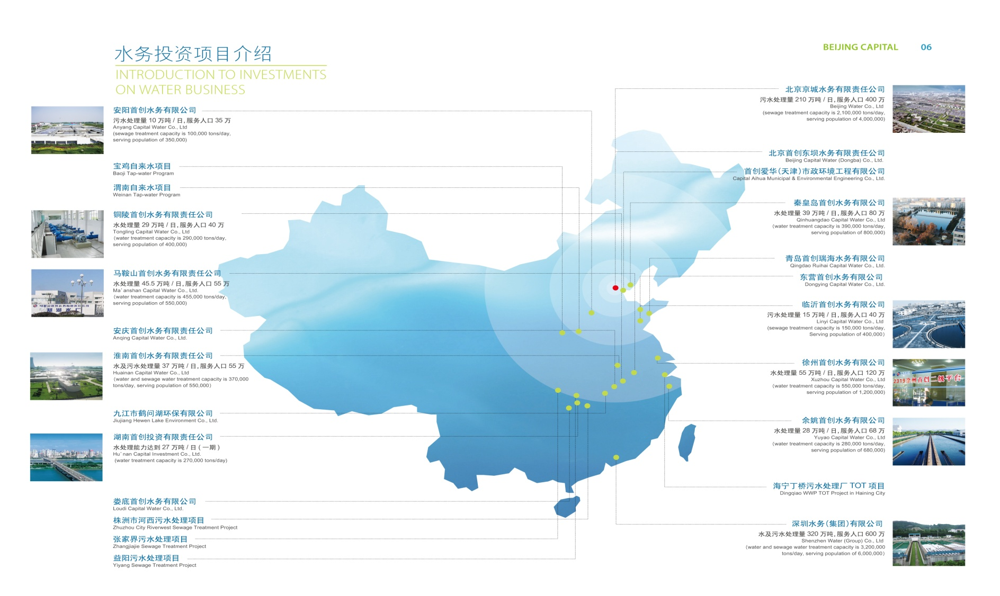 水务投资项目介绍
INTRODUCTION TO INVESTMENTS
ON WATER BUSINESS
BEIJING CAPITAL 06
安阳首创水务有限公司
污水处理量 10 万吨 / 日,服务人口 35 万
Anyang Capital Water Co., Ltd
(sewage treatment capacity is 100,000 tons/day,
serving population of 350,000)
宝鸡自来水项目
Baoji Tap-water Program
渭南自来水项目
Weinan Tap-water Program
铜陵首创水务有限责任公司
水处理量 29 万吨 / 日,服务人口 40 万
Tongling Capital Water Co., Ltd
(water treatment capacity is 290,000 tons/day,
serving population of 400,000)
马鞍山首创水务有限责任公司
水处理量 45.5 万吨 / 日,服务人口 55 万
Ma'anshan Capital Water Co., Ltd.
(water treatment capacity is 455,000 tons/day,
serving population of 550,000)
安庆首创水务有限责任公司
Anqing Capital Water Co., Ltd.
淮南首创水务有限责任公司
水及污水处理量 37 万吨 / 日,服务人口 55 万
Huainan Capital Water Co., Ltd
(water and sewage water treatment capacity is 370,000
tons/day, serving population of 550,000)
九江市鹤问湖环保有限公司
Jiujiang Hewen Lake Environment Co., Ltd.
湖南首创投资有限责任公司
水处理能力达到 27 万吨 / 日 ( 一期 )
Hu'nan Capital Investment Co., Ltd.
(water treatment capacity is 270,000 tons/day)
娄底首创水务有限公司
Loudi Capital Water Co., Ltd.
株洲市河西污水处理项目
Zhuzhou City Riverwest Sewage Treatment Project
张家界污水处理项目
Zhangjiajie Sewage Treatment Project
益阳污水处理项目
Yiyang Sewage Treatment Project
北京京城水务有限责任公司
污水处理量 210 万吨 / 日,服务人口 400 万
Beijing Water Co., Ltd
(sewage treatment capacity is 2,100,000 tons/day,
serving population of 4,000,000)
北京首创东坝水务有限责任公司
Beijing Capital Water (Dongba) Co., Ltd.
首创爱华(天津)市政环境工程有限公司
Capital Aihua Municipal & Environmental Engineering Co., Ltd.
秦皇岛首创水务有限公司
水处理量 39 万吨 / 日,服务人口 80 万
Qinhuangdao Capital Water Co., Ltd
(water treatment capacity is 390,000 tons/day,
serving population of 800,000)
青岛首创瑞海水务有限公司
Qingdao Ruihai Capital Water Co., Ltd.
东营首创水务有限公司
Dongying Capital Water Co., Ltd.
临沂首创水务有限公司
污水处理量 15 万吨 / 日,服务人口 40 万
Linyi Capital Water Co., Ltd
(sewage treatment capacity is 150,000 tons/day,
Serving population of 400,000)
徐州首创水务有限公司
水处理量 55 万吨 / 日,服务人口 120 万
Xuzhou Capital Water Co., Ltd
(water treatment capacity is 550,000 tons/day,
serving population of 1,200,000)
2319徐州首创二级平台
余姚首创水务有限公司
水处理量 28 万吨 / 日,服务人口 68 万
Yuyao Capital Water Co., Ltd
(water treatment capacity is 280,000 tons/day,
serving population of 680,000)
海宁丁桥污水处理厂 TOT 项目
Dingqiao WWP TOT Project in Haining City
深圳水务(集团)有限公司
水及污水处理量 320 万吨,服务人口 600 万
Shenzhen Water (Group) Co., Ltd
(water and sewage water treatment capacity is 3,200,000
tons/day, serving population of 6,000,000)